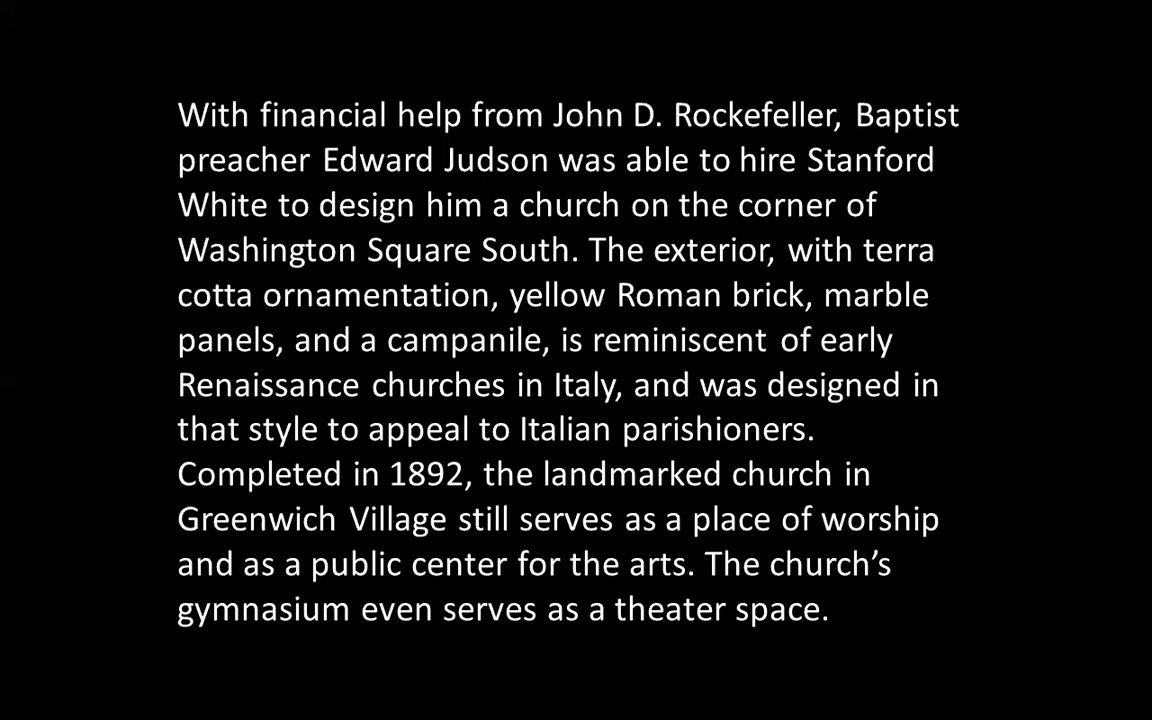 With financial help from John D. Rockefeller, Baptist
preacher Edward Judson was able to hire Stanford
White to design him a church on the corner of
Washington Square South. The exterior, with terra
cotta ornamentation, yellow Roman brick, marble
panels, and a campanile, is reminiscent of early
Renaissance churches in Italy, and was designed in
that style to appeal to Italian parishioners.
Completed in 1892, the landmarked church in
Greenwich Village still serves as a place of worship
and as a public center for the arts. The church’s
gymnasium even serves as a theater space.